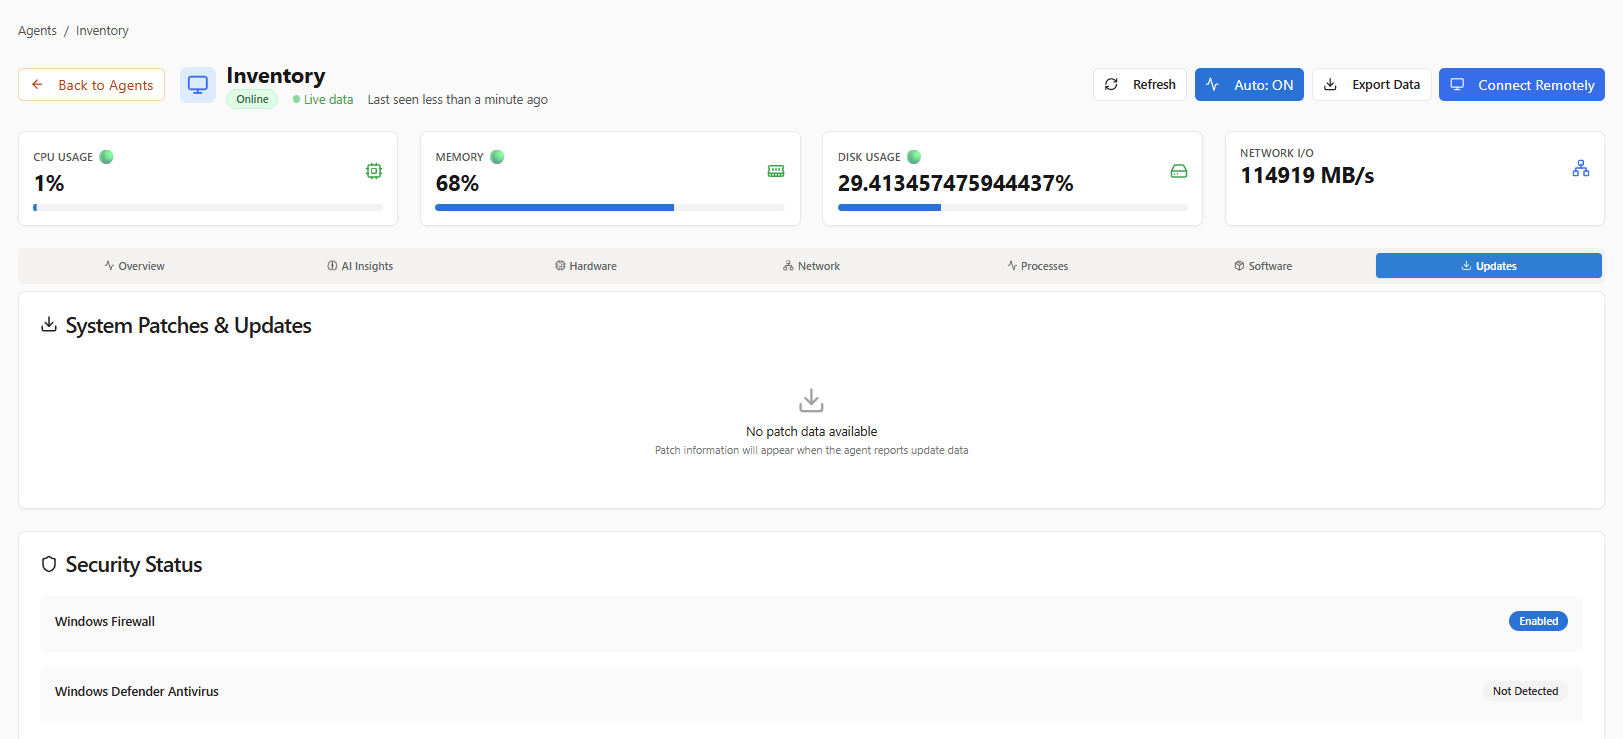 Agents / Inventory
Back to Agents
Inventory
Online
Live data
Last seen less than a minute ago
Refresh
Auto: ON
Export Data
Connect Remotely
CPU USAGE
1%
MEMORY
68%
DISK USAGE
29.413457475944437%
NETWORK I/O
114919 MB/s
Overview
AI Insights
Hardware
Network
Processes
Software
Updates
System Patches & Updates
No patch data available
Patch information will appear when the agent reports update data
Security Status
Windows Firewall
Enabled
Windows Defender Antivirus
Not Detected